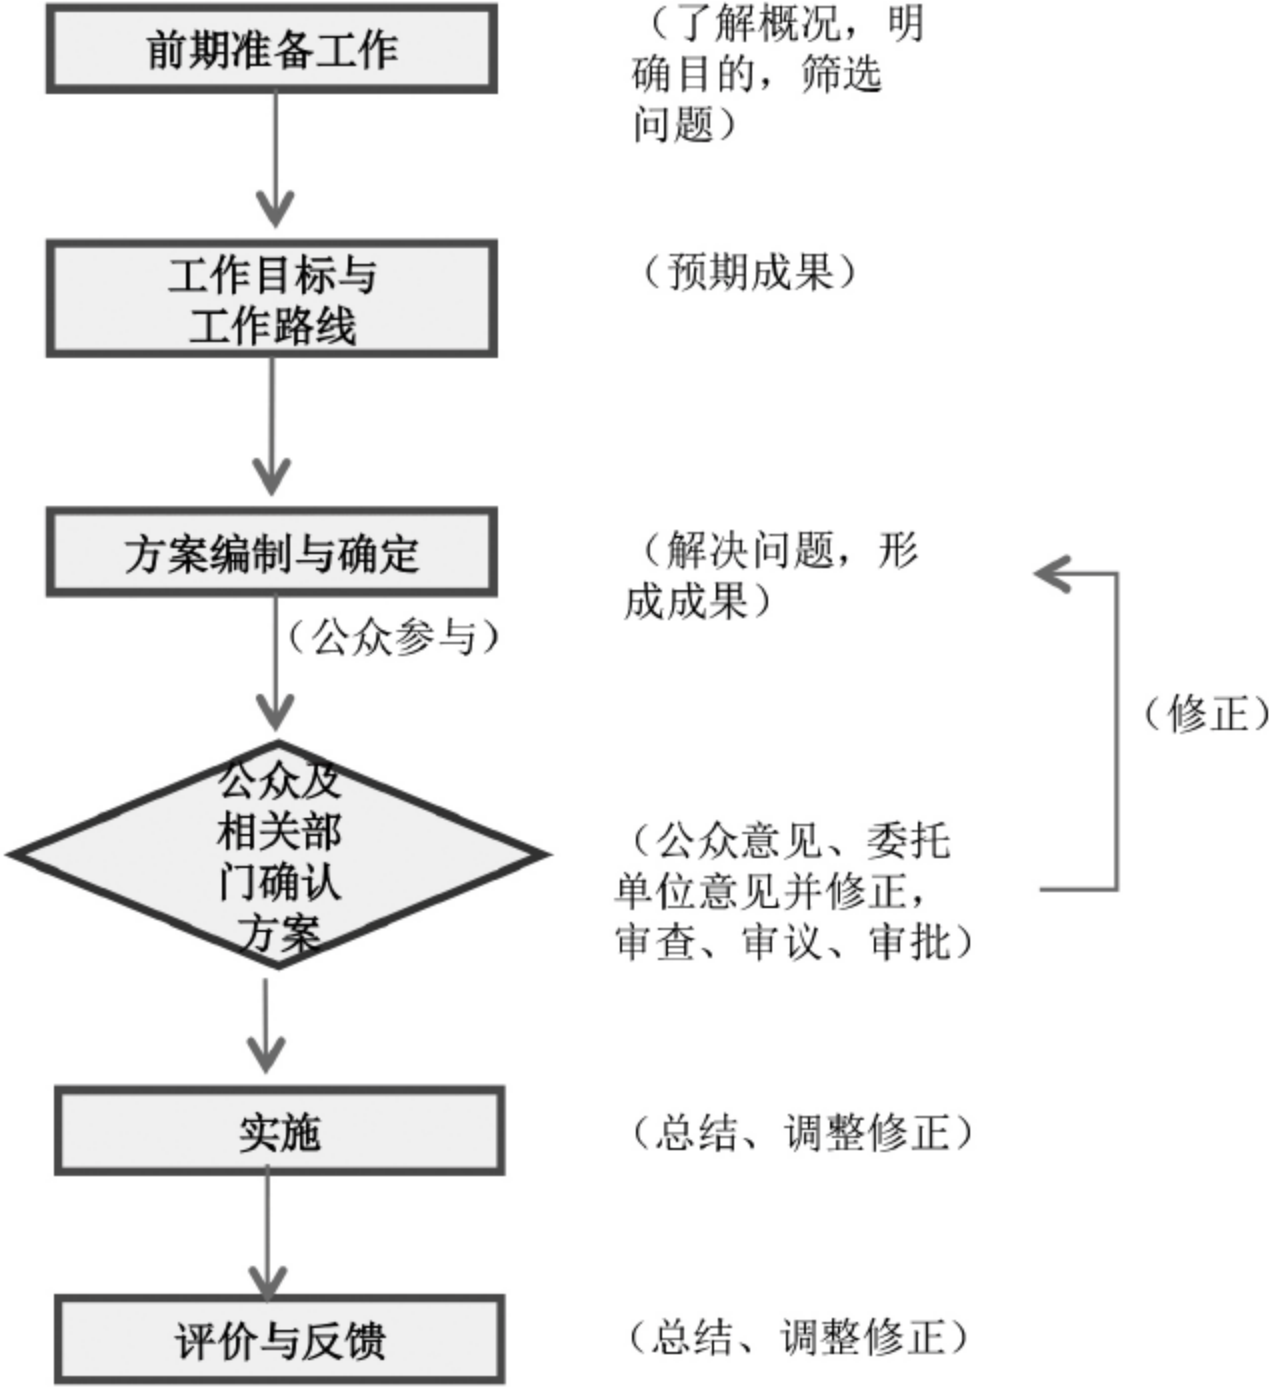 前期准备工作
（了解概况，明
确目的，筛选
问题）
工作目标与
工作路线
（预期成果）
方案编制与确定
（解决问题，形
成成果）
（公众参与）
（修正）
公众及
相关部
门确认
方案
（公众意见、委托
单位意见并修正，
审查、审议、审批）
实施
（总结、调整修正）
评价与反馈
（总结、调整修正）